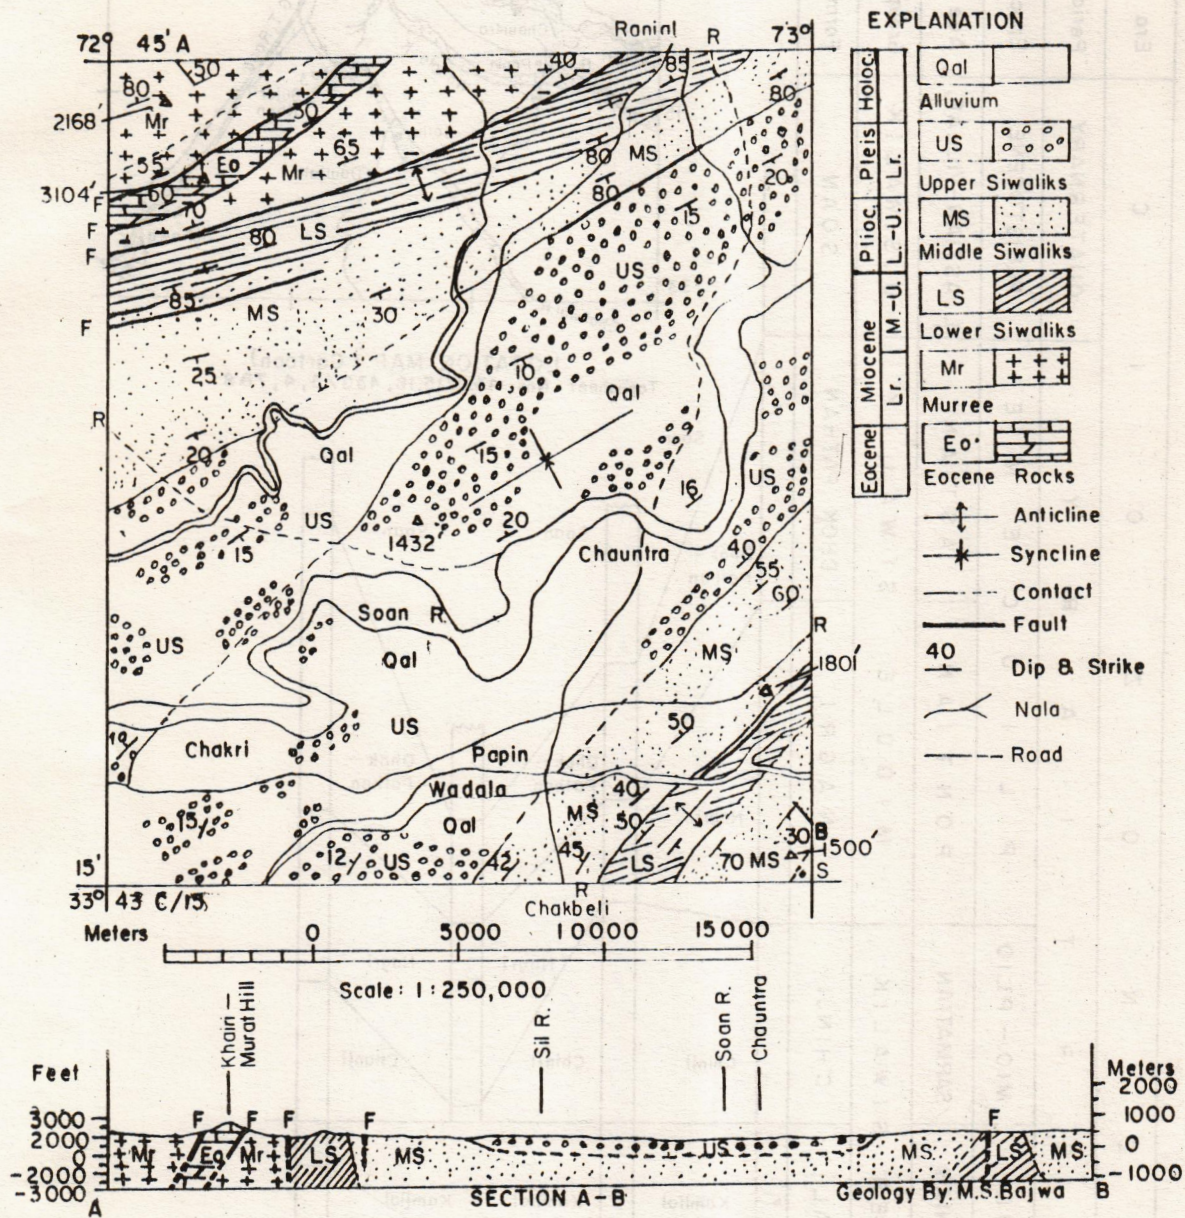 Ranial
R
72° 45' A
73°
EXPLANATION
Qal
Alluvium
US
Upper Siwaliks
MS
Middle Siwaliks
LS
Lower Siwaliks
Mr
Murree
Eo
Eocene Rocks
Holoc.
Pleis
Lr.
Plioc.
L.-U.
Miocene
M.-U.
Lr.
Eocene
Anticline
Syncline
Contact
Fault
40
Dip & Strike
Nala
Road
50
80
Mr
2168'
55
3104'
60
F
70
F
F
F
Eo
50
65
Mr
40
85
80
80
80
MS
20
15
US
80
LS
85
MS
30
25
R
20
Qal
10
Qal
15
US
15
1432'
20
16
US
Chauntra
40
55
60
Soan R.
Qal
US
MS
R
1801'
50
US
Chakri
19
Papin
Wadala
Qal
40
MS
50
15
12
US
42
45
LS
70 MS
30
B
1500'
S
15'
33° 43 C/15
R
Chakbeli
Meters 0 5000 10000 15000
Scale: 1:250,000
Khairi-
Murat Hill
Sil R.
Soan R.
Chauntra
Feet
3000
2000
0
-2000
-3000
Meters
2000
1000
0
-1000
F F F F F
Mr Eo Mr LS MS US MS LS MS
A
SECTION A-B
Geology By: M.S.Bajwa
B